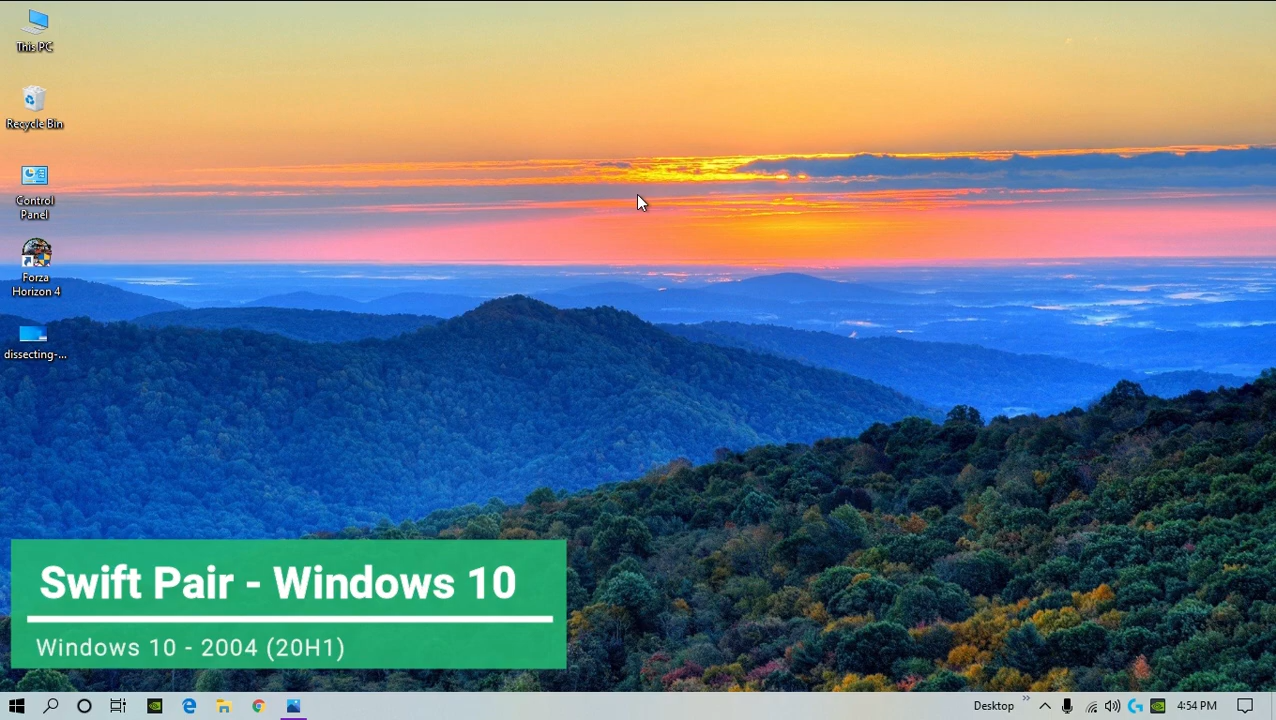 This PC
Recycle Bin
Control
Panel
Forza
Horizon 4
dissecting-...
Swift Pair - Windows 10
Windows 10 - 2004 (20H1)
Desktop
4:54 PM